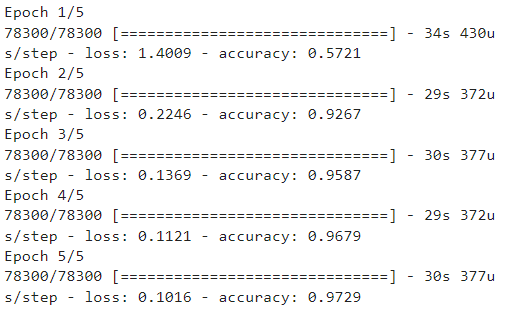 Epoch 1/5
78300/78300 [==============================] - 34s 430u
s/step - loss: 1.4009 - accuracy: 0.5721
Epoch 2/5
78300/78300 [==============================] - 29s 372u
s/step - loss: 0.2246 - accuracy: 0.9267
Epoch 3/5
78300/78300 [==============================] - 30s 377u
s/step - loss: 0.1369 - accuracy: 0.9587
Epoch 4/5
78300/78300 [==============================] - 29s 372u
s/step - loss: 0.1121 - accuracy: 0.9679
Epoch 5/5
78300/78300 [==============================] - 30s 377u
s/step - loss: 0.1016 - accuracy: 0.9729